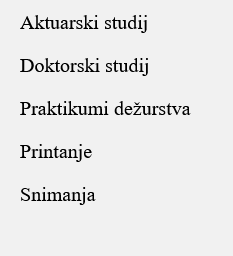 Aktuarski studij
Doktorski studij
Praktikumi dežurstva
Printanje
Snimanja